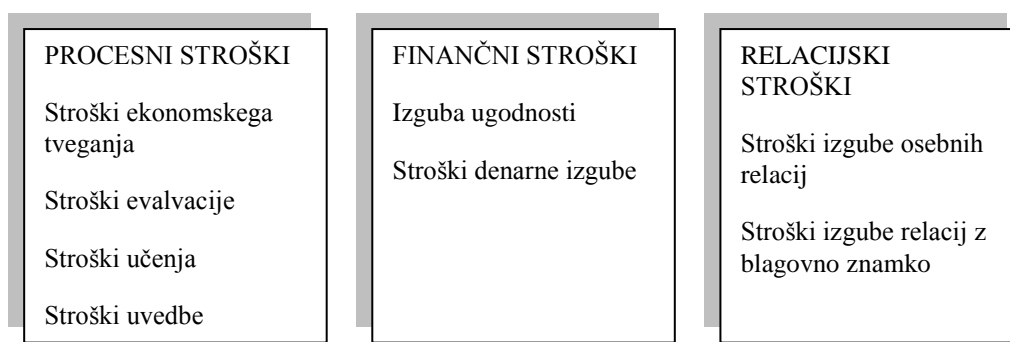 PROCESNI STROŠKI
Stroški ekonomskega
tveganja
Stroški evalvacije
Stroški učenja
Stroški uvedbe
FINANČNI STROŠKI
Izguba ugodnosti
Stroški denarne izgube
RELACIJSKI
STROŠKI
Stroški izgube osebnih
relacij
Stroški izgube relacij z
blagovno znamko